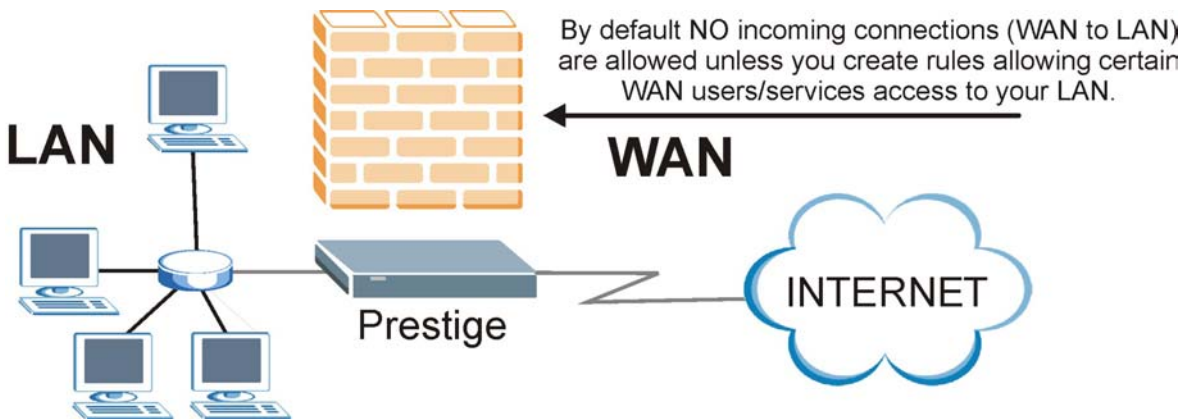 By default NO incoming connections (WAN to LAN)
are allowed unless you create rules allowing certain
WAN users/services access to your LAN.
LAN
WAN
Prestige
INTERNET